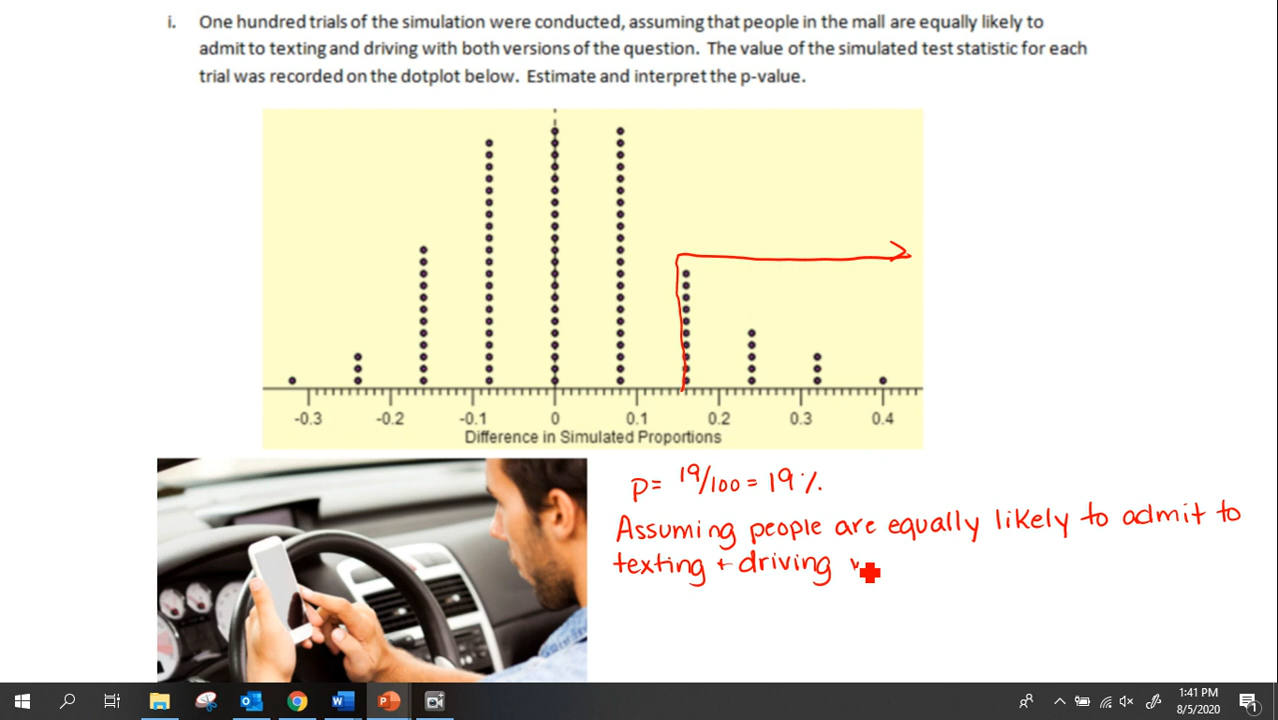 i. One hundred trials of the simulation were conducted, assuming that people in the mall are equally likely to
admit to texting and driving with both versions of the question. The value of the simulated test statistic for each
trial was recorded on the dotplot below. Estimate and interpret the p-value.
-0.3 -0.2 -0.1 0 0.1 0.2 0.3 0.4
Difference in Simulated Proportions
p= 19/100 = 19%.
Assuming people are equally likely to admit to
texting + driving
1:41 PM
8/5/2020